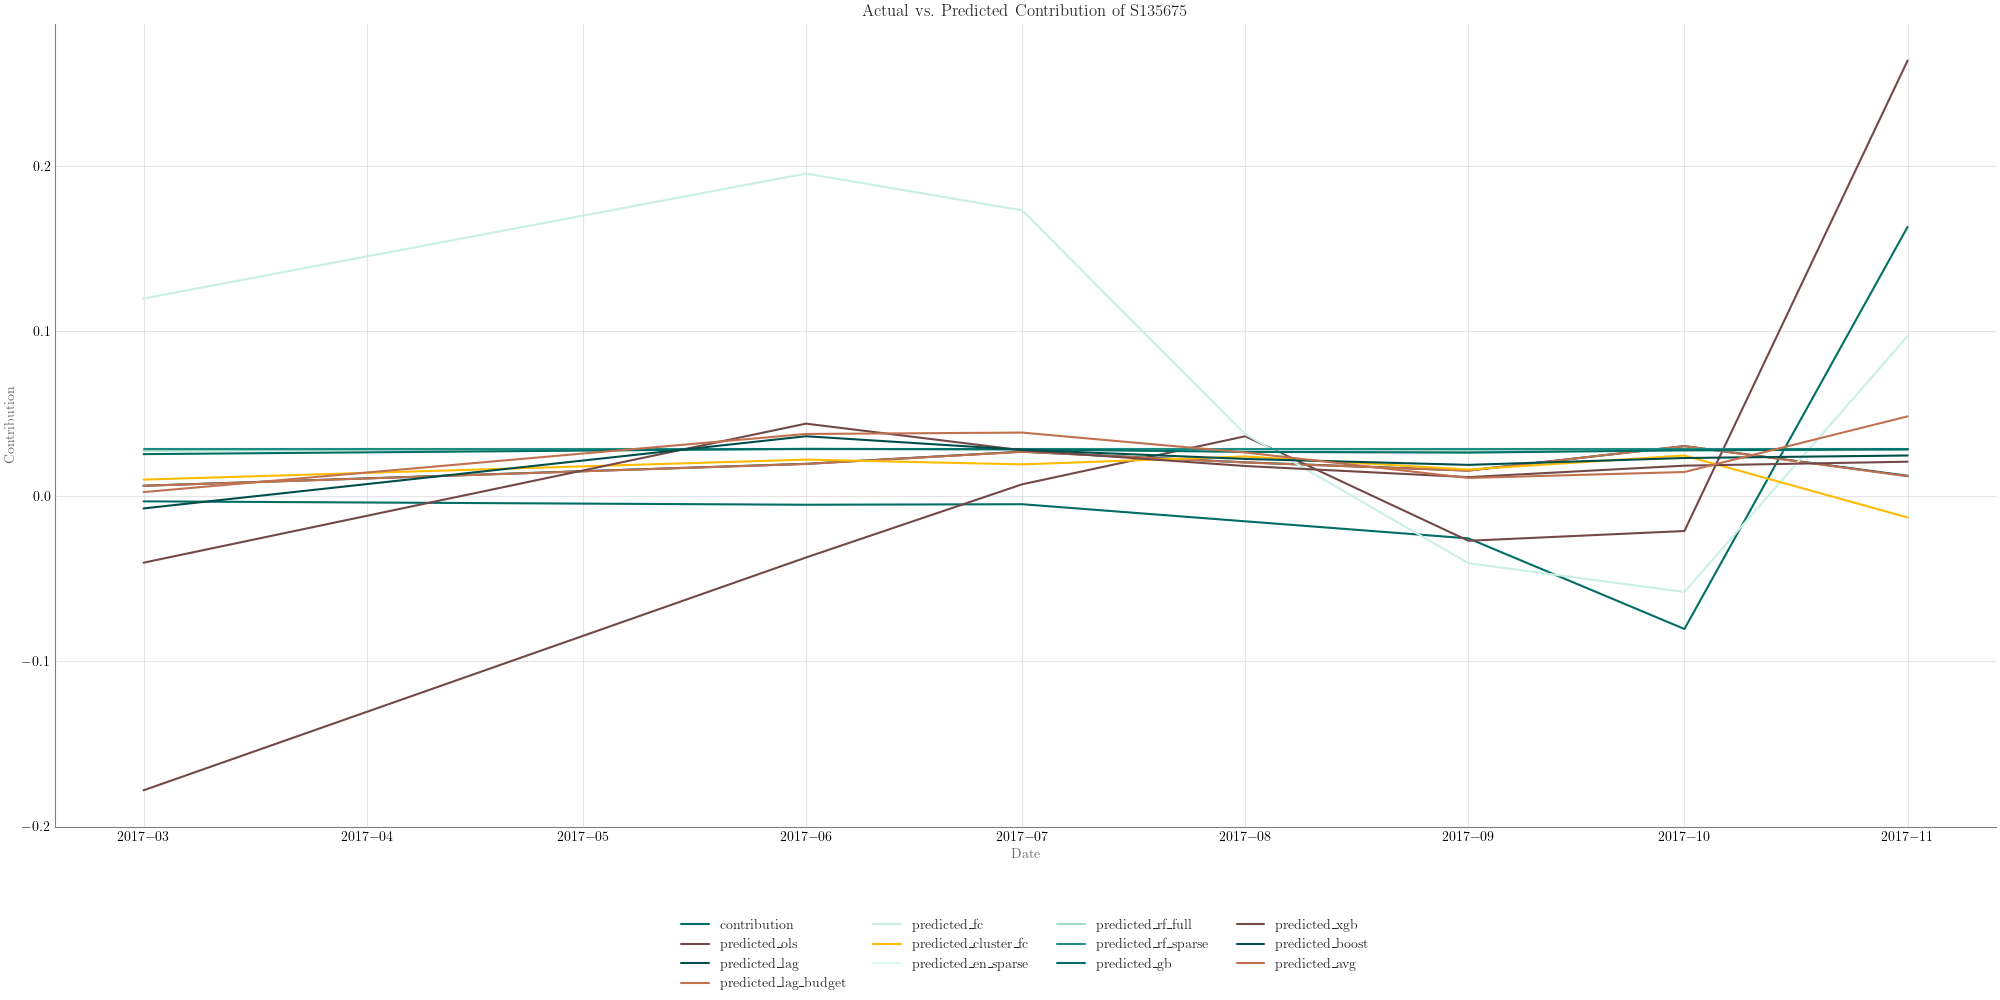 Actual vs. Predicted Contribution of S135675
Contribution
0.2
0.1
0.0
−0.1
−0.2
2017−03 2017−04 2017−05 2017−06 2017−07 2017−08 2017−09 2017−10 2017−11
Date
contribution predicted_fc predicted_rf_full predicted_xgb
predicted_ols predicted_cluster_fc predicted_rf_sparse predicted_boost
predicted_lag predicted_en_sparse predicted_gb predicted_avg
predicted_lag_budget